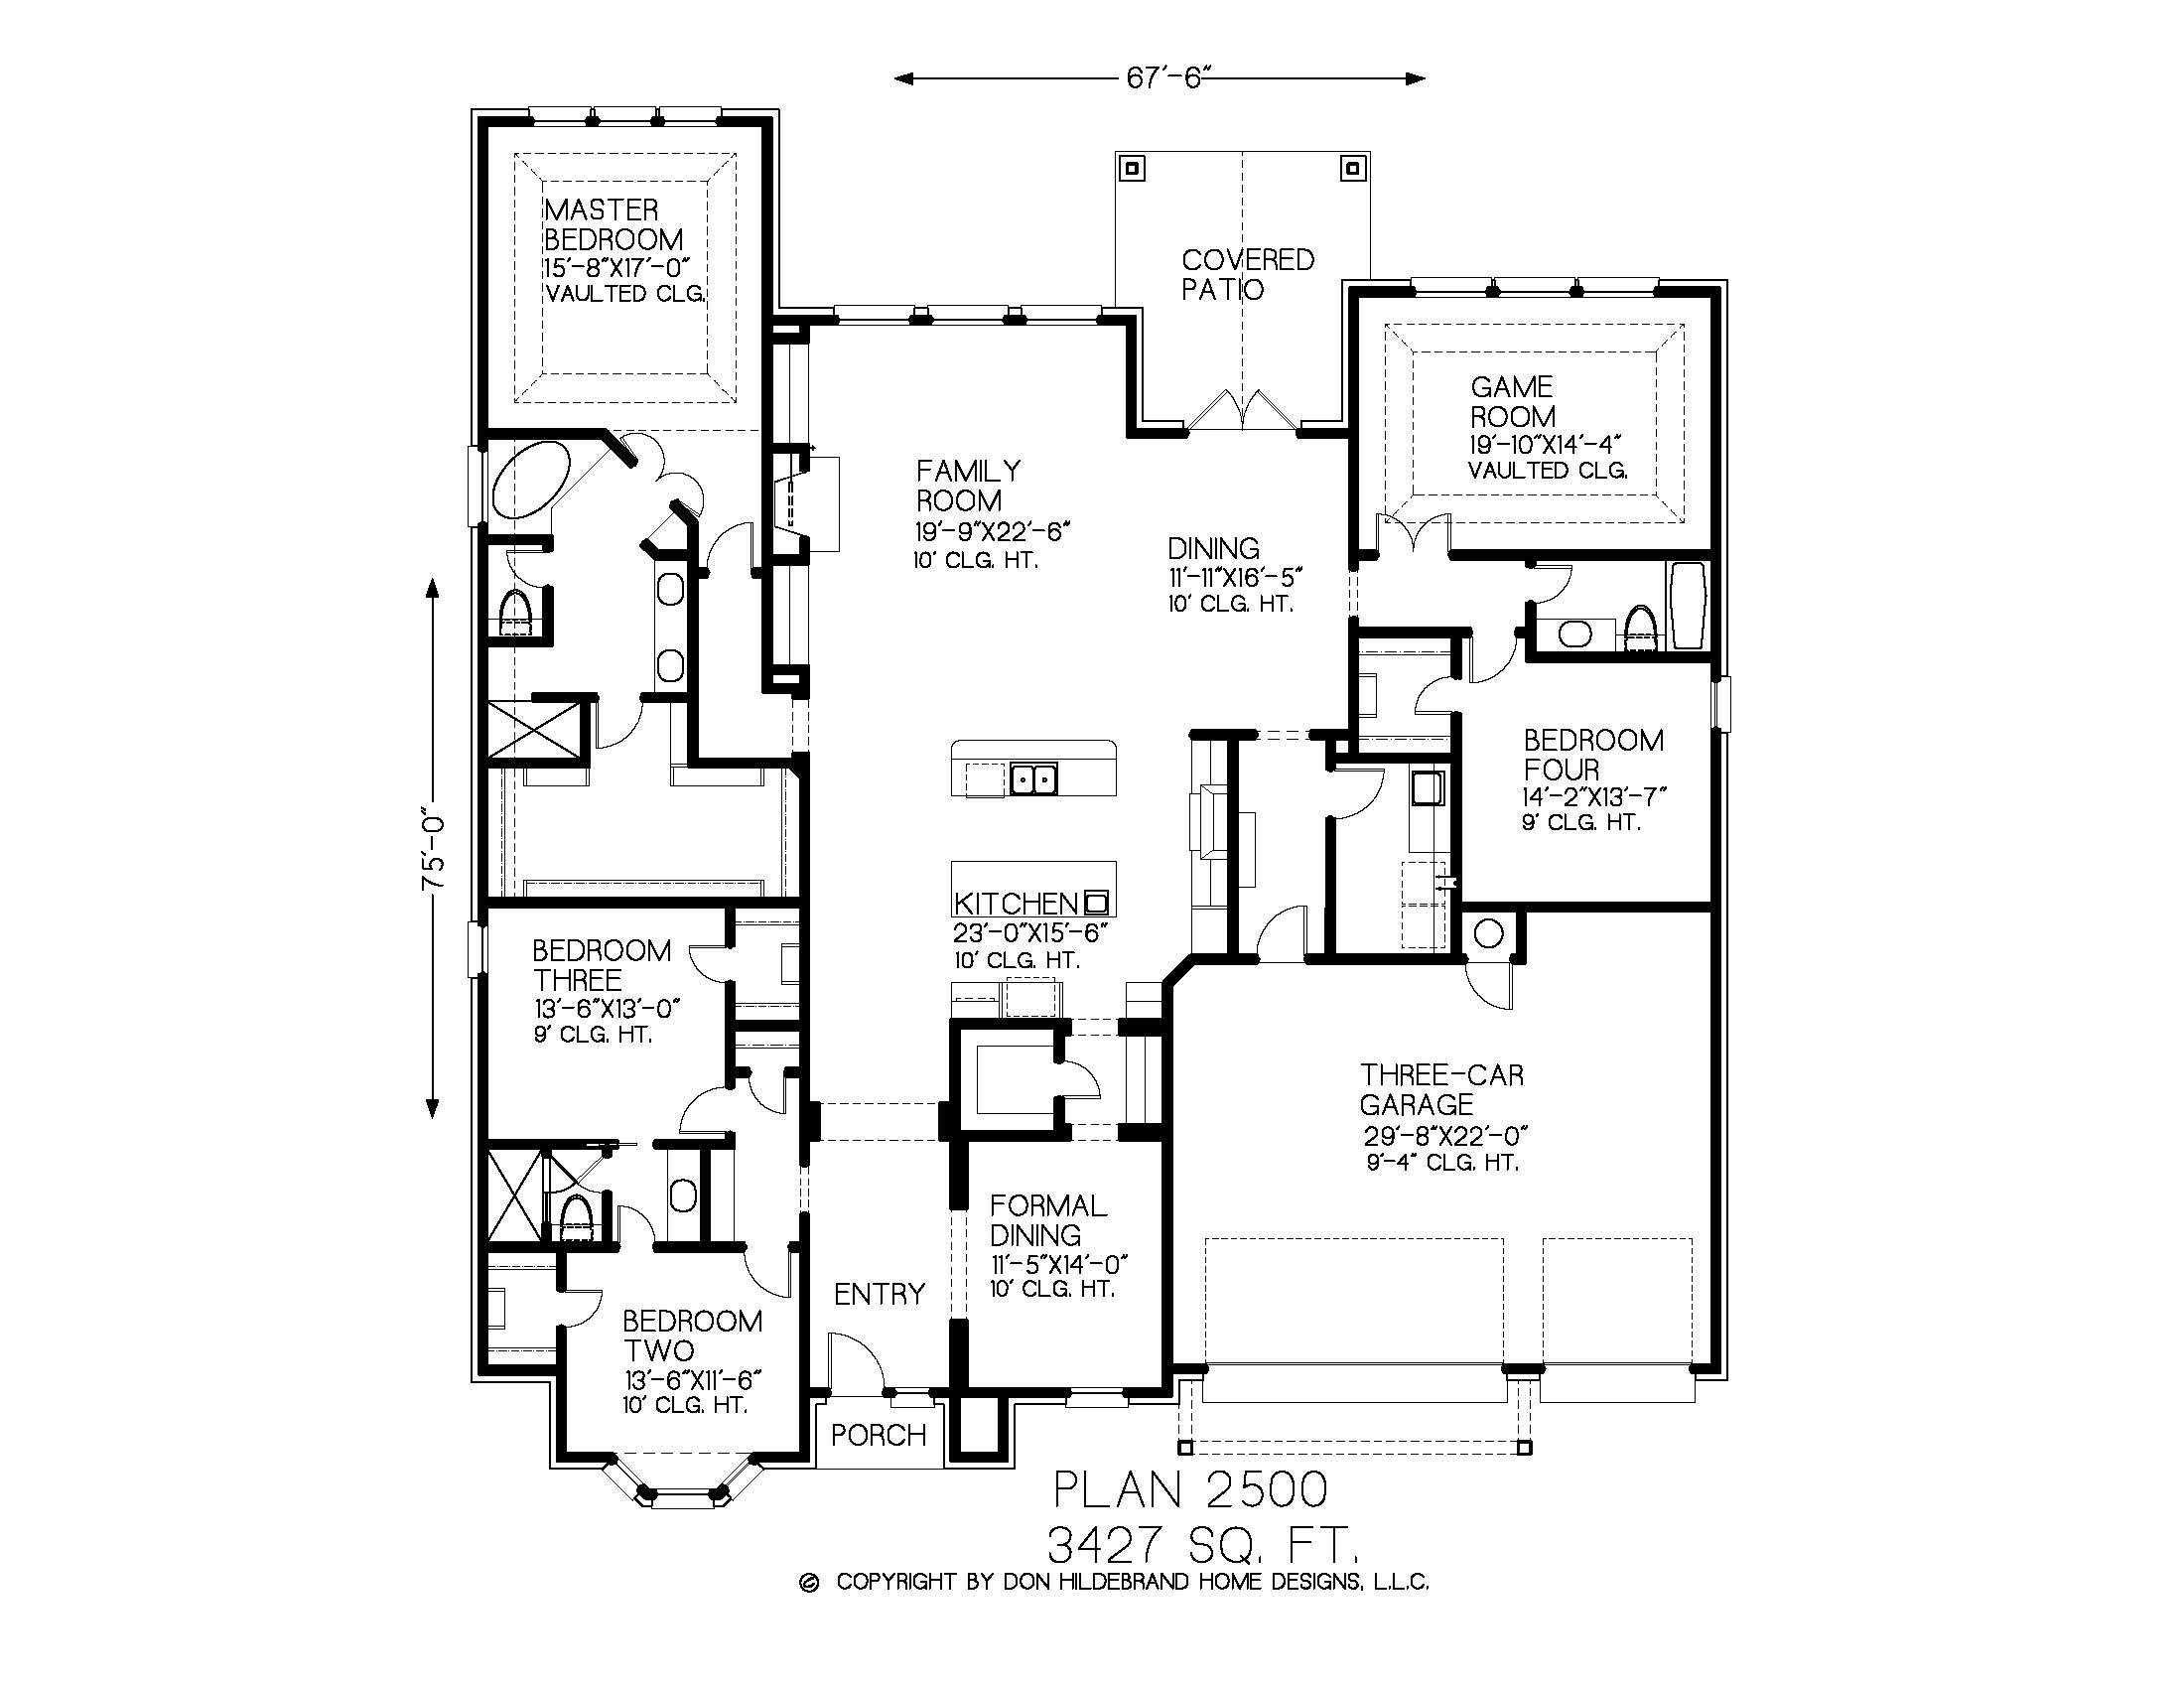 67'-6"
MASTER
BEDROOM
15'-8"X17'-0"
VAULTED CLG.
COVERED
PATIO
GAME
ROOM
19'-10"X14'-4"
VAULTED CLG.
FAMILY
ROOM
19'-9"X22'-6"
10' CLG. HT.
DINING
11'-11"X16'-5"
10' CLG. HT.
75'-0"
BEDROOM
FOUR
14'-2"X13'-7"
9' CLG. HT.
KITCHEN
23'-0"X15'-6"
10' CLG. HT.
BEDROOM
THREE
13'-6"X13'-0"
9' CLG. HT.
THREE-CAR
GARAGE
29'-8"X22'-0"
9'-4" CLG. HT.
FORMAL
DINING
11'-5"X14'-0"
10' CLG. HT.
ENTRY
BEDROOM
TWO
13'-6"X11'-6"
10' CLG. HT.
PORCH
PLAN 2500
3427 SQ. FT.
© COPYRIGHT BY DON HILDEBRAND HOME DESIGNS, L.L.C.